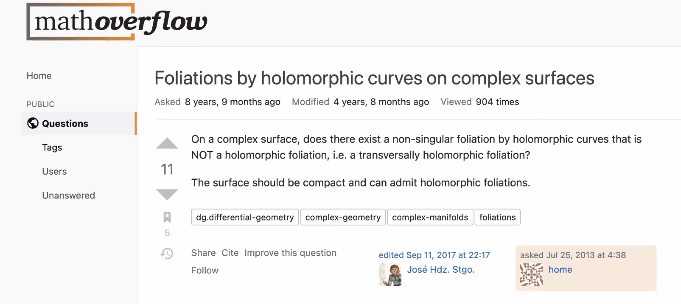 mathoverflow
Home
PUBLIC
Questions
Tags
Users
Unanswered
Foliations by holomorphic curves on complex surfaces
Asked 8 years, 9 months ago Modified 4 years, 8 months ago Viewed 904 times
11
5
On a complex surface, does there exist a non-singular foliation by holomorphic curves that is
NOT a holomorphic foliation, i.e. a transversally holomorphic foliation?
The surface should be compact and can admit holomorphic foliations.
dg.differential-geometry complex-geometry complex-manifolds foliations
Share Cite Improve this question
Follow
edited Sep 11, 2017 at 22:17
José Hdz. Stgo.
asked Jul 25, 2013 at 4:38
home